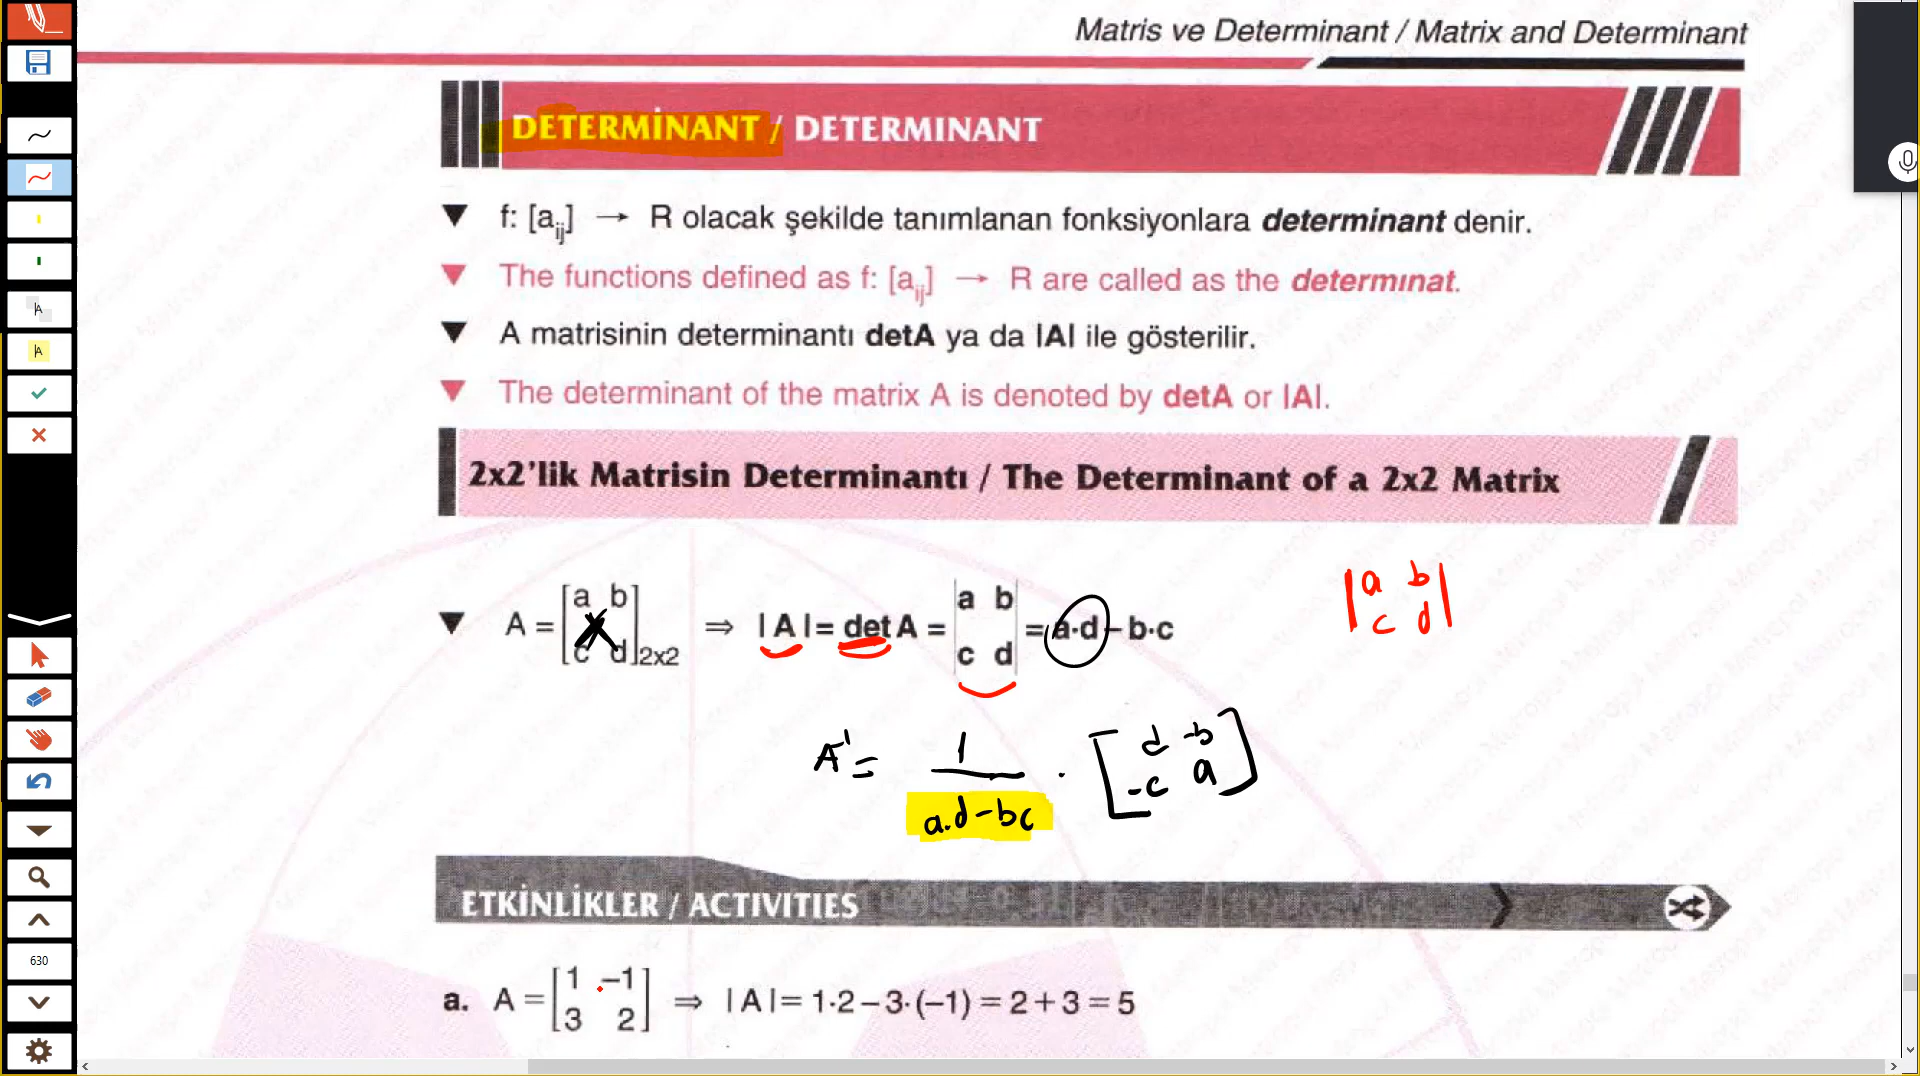 Matris ve Determinant / Matrix and Determinant
DETERMİNANT / DETERMINANT
▼ f: [aij] → R olacak şekilde tanımlanan fonksiyonlara determinant denir.
▼ The functions defined as f: [aij] → R are called as the determınat.
▼ A matrisinin determinantı detA ya da |A| ile gösterilir.
▼ The determinant of the matrix A is denoted by detA or |A|.
2x2'lik Matrisin Determinantı / The Determinant of a 2x2 Matrix
a b
c d
▼ A = [a b c d]2x2 ⇒ |A| = det A = |a b c d| = a·d – b·c
A⁻¹ = 1 / a.d-bc . [d -b -c a]
ETKİNLİKLER / ACTIVITIES
630
a. A = [1 –1 3 2] ⇒ |A| = 1·2 – 3·(–1) = 2 + 3 = 5